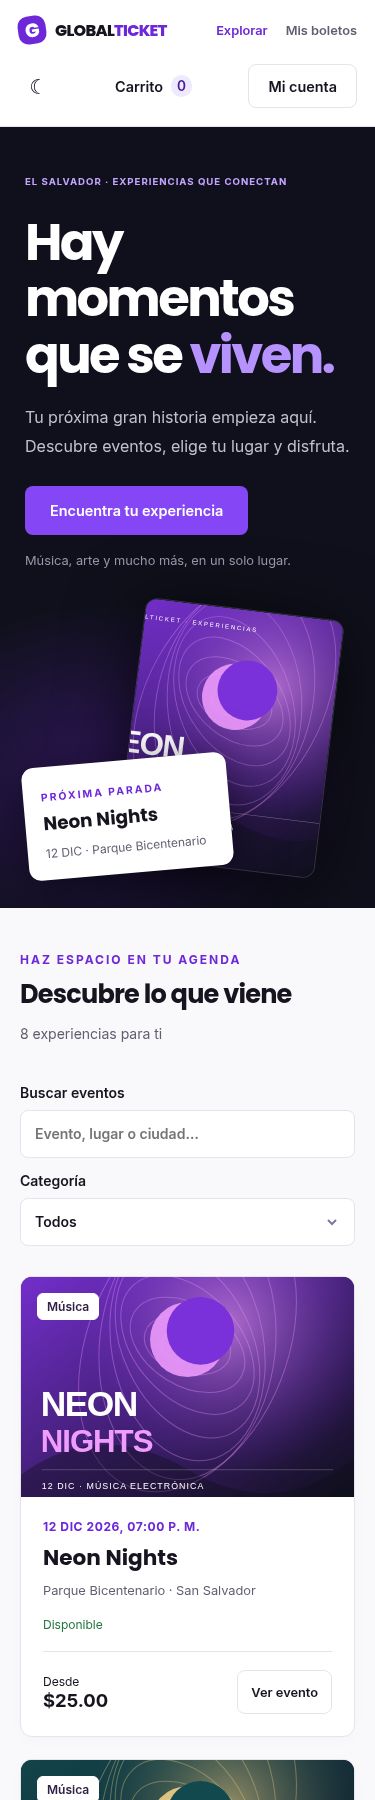 G GLOBALTICKET
Explorar Mis boletos
Carrito 0 Mi cuenta
EL SALVADOR · EXPERIENCIAS QUE CONECTAN
Hay
momentos
que se viven.
Tu próxima gran historia empieza aquí.
Descubre eventos, elige tu lugar y disfruta.
Encuentra tu experiencia
Música, arte y mucho más, en un solo lugar.
LTICKET · EXPERIENCIAS
EON
PRÓXIMA PARADA
Neon Nights
12 DIC · Parque Bicentenario
HAZ ESPACIO EN TU AGENDA
Descubre lo que viene
8 experiencias para ti
Buscar eventos
Evento, lugar o ciudad...
Categoría
Todos
Música
NEON
NIGHTS
12 DIC · MÚSICA ELECTRÓNICA
12 DIC 2026, 07:00 P. M.
Neon Nights
Parque Bicentenario · San Salvador
Disponible
Desde
$25.00
Ver evento
Música